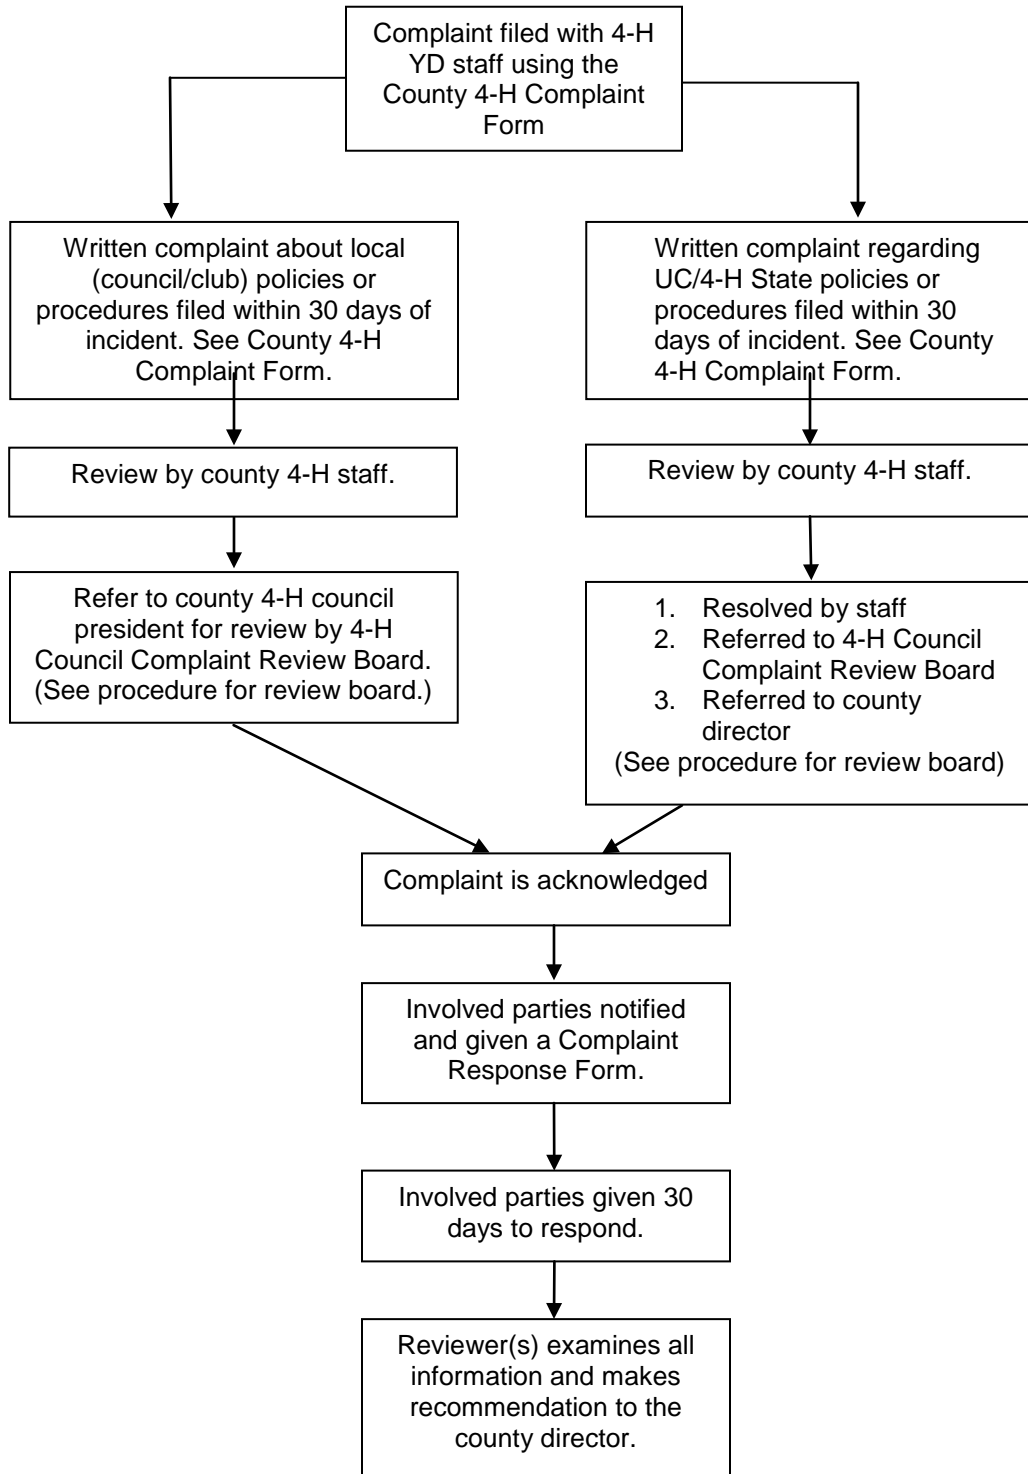 Complaint filed with 4-H
YD staff using the
County 4-H Complaint
Form
Written complaint about local
(council/club) policies or
procedures filed within 30 days of
incident. See County 4-H
Complaint Form.
Written complaint regarding
UC/4-H State policies or
procedures filed within 30
days of incident. See County
4-H Complaint Form.
Review by county 4-H staff.
Review by county 4-H staff.
Refer to county 4-H council
president for review by 4-H
Council Complaint Review Board.
(See procedure for review board.)
1. Resolved by staff
2. Referred to 4-H Council
Complaint Review Board
3. Referred to county
director
(See procedure for review board)
Complaint is acknowledged
Involved parties notified
and given a Complaint
Response Form.
Involved parties given 30
days to respond.
Reviewer(s) examines all
information and makes
recommendation to the
county director.